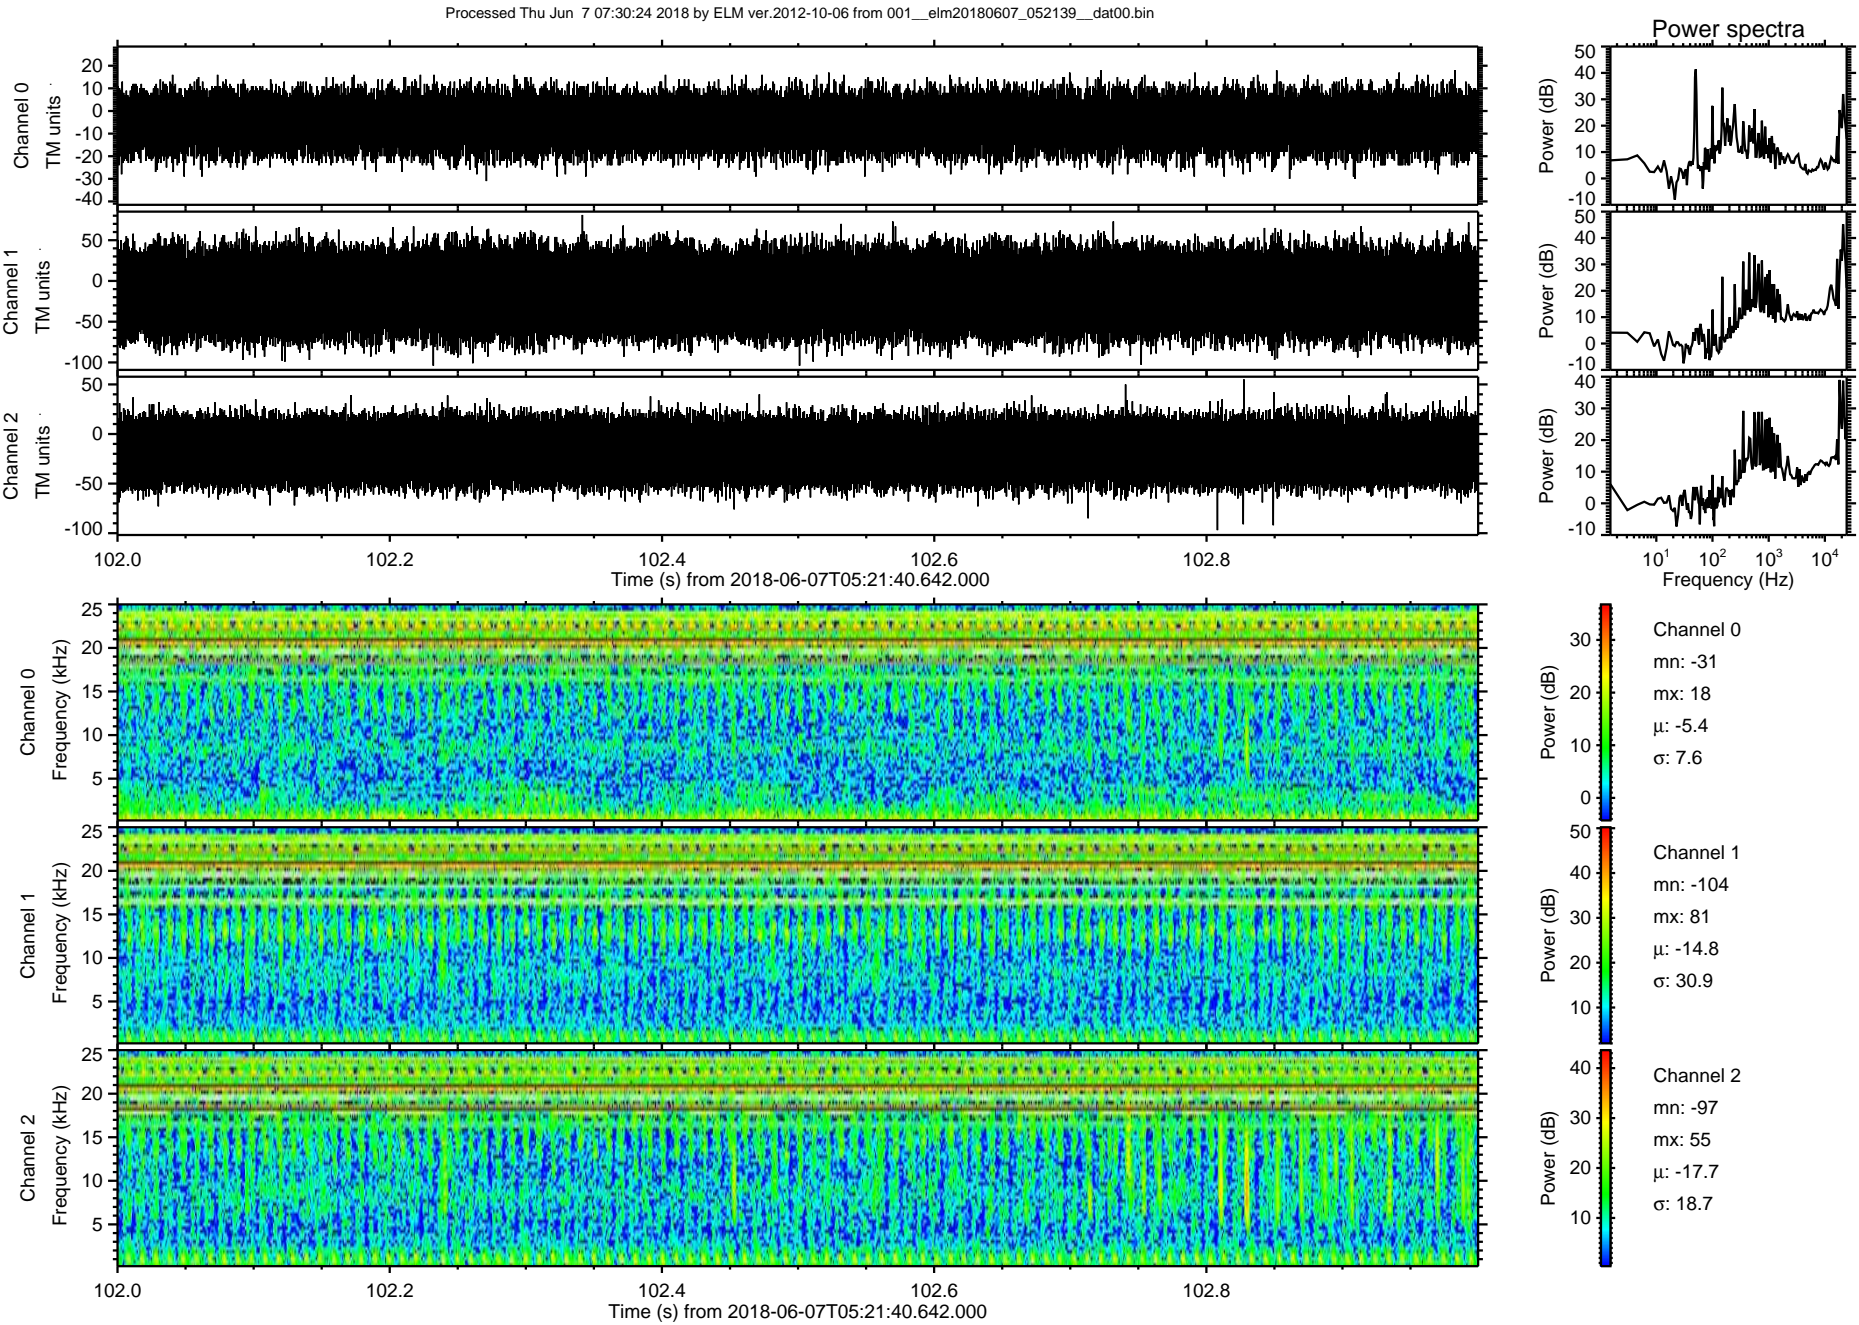 Processed Thu Jun  7 07:30:24 2018 by ELM ver.2012-10-06 from 001__elm20180607_052139__dat00.bin
Power spectra
Channel 0
TM units
20
10
0
-10
-20
-30
-40
Power (dB)
50
40
30
20
10
0
-10
Channel 1
TM units
50
0
-50
-100
Power (dB)
50
40
30
20
10
0
-10
Channel 2
TM units
50
0
-50
-100
Power (dB)
40
30
20
10
0
-10
102.0 102.2 102.4 102.6 102.8
Time (s) from 2018-06-07T05:21:40.642.000
10^1 10^2 10^3 10^4
Frequency (Hz)
Channel 0
Frequency (kHz)
25
20
15
10
5
Power (dB)
30
20
10
0
Channel 0
mn: -31
mx: 18
μ: -5.4
σ: 7.6
Channel 1
Frequency (kHz)
25
20
15
10
5
Power (dB)
50
40
30
20
10
Channel 1
mn: -104
mx: 81
μ: -14.8
σ: 30.9
Channel 2
Frequency (kHz)
25
20
15
10
5
Power (dB)
40
30
20
10
Channel 2
mn: -97
mx: 55
μ: -17.7
σ: 18.7
102.0 102.2 102.4 102.6 102.8
Time (s) from 2018-06-07T05:21:40.642.000